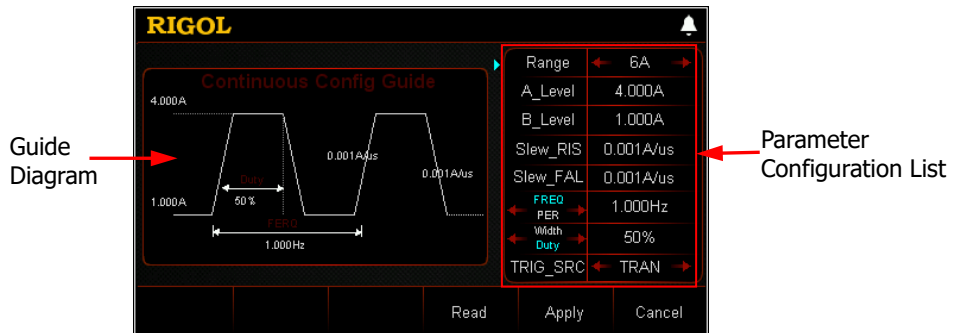 RIGOL
Continuous Config Guide
4.000A
0.001A/us
0.001A/us
Duty
50%
1.000A
FERQ
1.000Hz
Range 6A
A_Level 4.000A
B_Level 1.000A
Slew_RIS 0.001A/us
Slew_FAL 0.001A/us
FREQ
PER
1.000Hz
Width
Duty
50%
TRIG_SRC TRAN
Read Apply Cancel
Guide
Diagram
Parameter
Configuration List